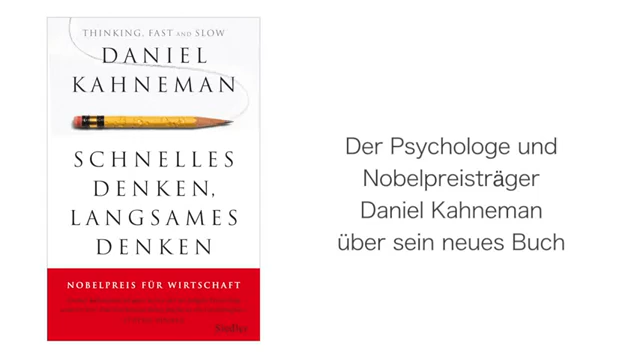 THINKING, FAST AND SLOW
DANIEL
KAHNEMAN
SCHNELLES
DENKEN,
LANGSAMES
DENKEN
NOBELPREIS FÜR WIRTSCHAFT
Siedler
Der Psychologe und
Nobelpreisträger
Daniel Kahneman
über sein neues Buch